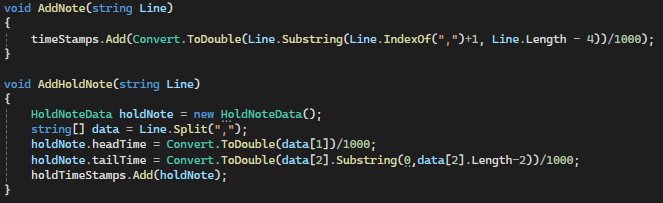 void AddNote(string Line)
{
    timeStamps.Add(Convert.ToDouble(Line.Substring(Line.IndexOf(",")+1, Line.Length - 4))/1000);
}

void AddHoldNote(string Line)
{
    HoldNoteData holdNote = new HoldNoteData();
    string[] data = Line.Split(",");
    holdNote.headTime = Convert.ToDouble(data[1])/1000;
    holdNote.tailTime = Convert.ToDouble(data[2].Substring(0,data[2].Length-2))/1000;
    holdTimeStamps.Add(holdNote);
}